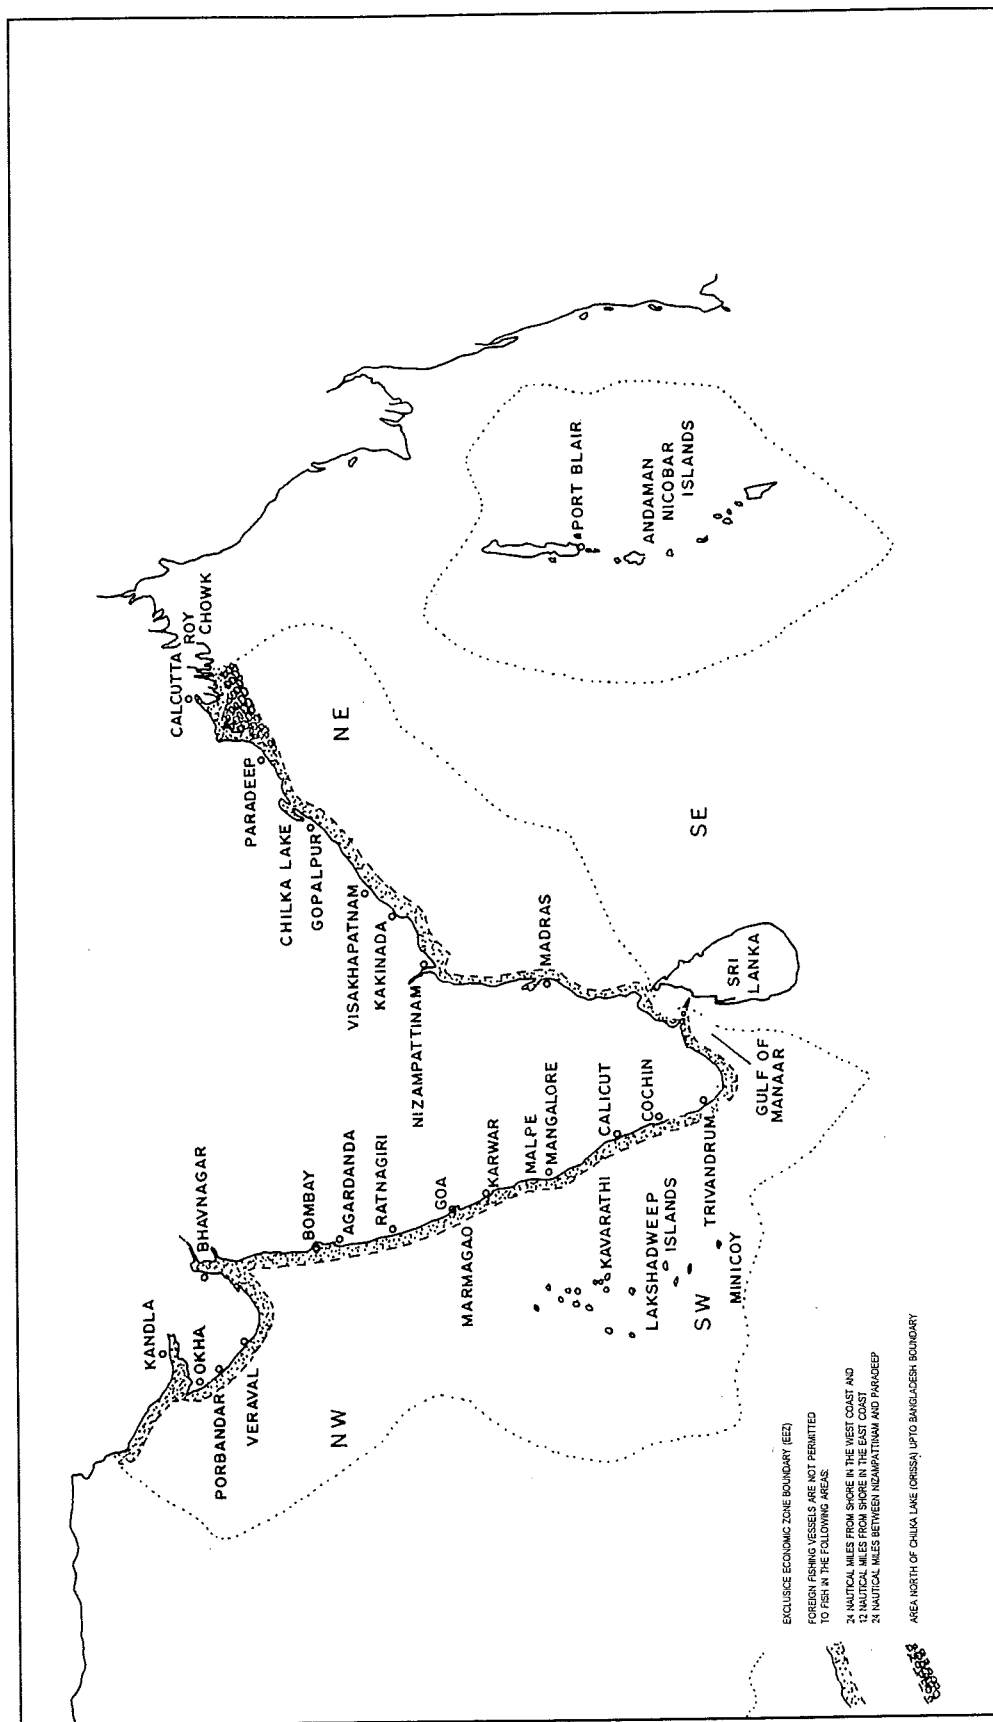 KANDLA
OKHA
PORBANDAR
VERAVAL
BHAVNAGAR
BOMBAY
AGARDANDA
RATNAGIRI
GOA
MARMAGAO
KARWAR
MALPE
MANGALORE
CALICUT
COCHIN
TRIVANDRUM
KAVARATHI
LAKSHADWEEP
ISLANDS
MINICOY
NW
SW
GULF OF
MANAAR
SRI
LANKA
MADRAS
NIZAMPATTINAM
KAKINADA
VISAKHAPATNAM
GOPALPUR
CHILKA LAKE
PARADEEP
CALCUTTA
ROY
CHOWK
NE
SE
PORT BLAIR
ANDAMAN
NICOBAR
ISLANDS
EXCLUSICE ECONOMIC ZONE BOUNDARY (EEZ)
FOREIGN FISHING VESSELS ARE NOT PERMITTED
TO FISH IN THE FOLLOWING AREAS:
24 NAUTICAL MILES FROM SHORE IN THE WEST COAST AND
12 NAUTICAL MILES FROM SHORE IN THE EAST COAST
24 NAUTICAL MILES BETWEEN NIZAMPATTINAM AND PARADEEP
AREA NORTH OF CHILKA LAKE (ORISSA) UPTO BANGLADESH BOUNDARY